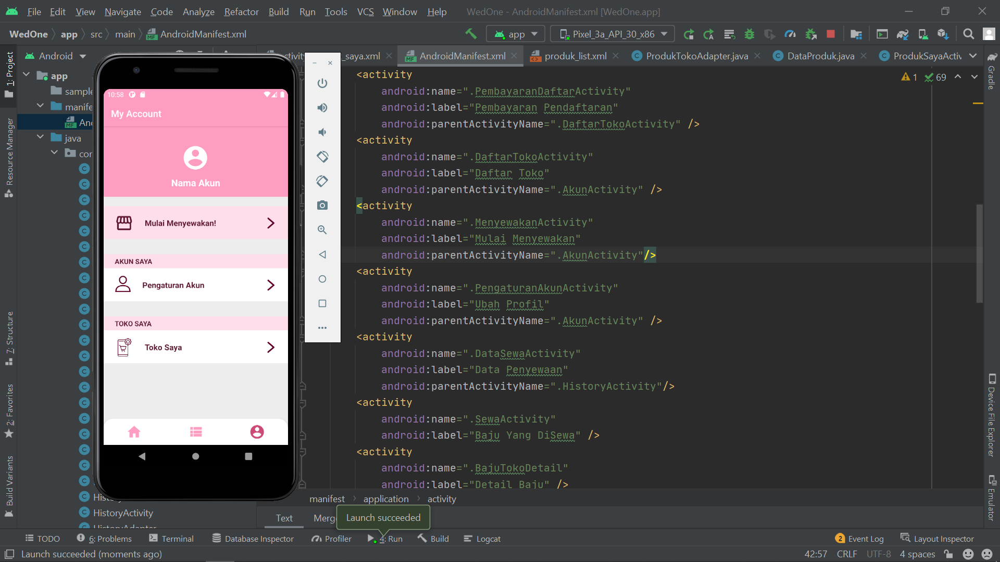 File Edit View Navigate Code Analyze Refactor Build Run Tools VCS Window Help WedOne - AndroidManifest.xml [WedOne.app]
WedOne app src main AndroidManifest.xml app Pixel_3a_API_30_x86
Android
_saya.xml AndroidManifest.xml produk_list.xml ProdukTokoAdapter.java DataProduk.java
1: Project
Resource Manager
7: Structure
2: Favorites
Build Variants
app
java
HistoryActivity
10:58
My Account
Nama Akun
Mulai Menyewakan!
AKUN SAYA
Pengaturan Akun
TOKO SAYA
Toko Saya
1 69
<activity
android:name=".PembayaranDaftarActivity"
android:label="Pembayaran Pendaftaran"
android:parentActivityName=".DaftarTokoActivity" />
<activity
android:name=".DaftarTokoActivity"
android:label="Daftar Toko"
android:parentActivityName=".AkunActivity" />
<activity
android:name=".MenyewakanActivity"
android:label="Mulai Menyewakan"
android:parentActivityName=".AkunActivity"/>
<activity
android:name=".PengaturanAkunActivity"
android:label="Ubah Profil"
android:parentActivityName=".AkunActivity" />
<activity
android:name=".DataSewaActivity"
android:label="Data Penyewaan"
android:parentActivityName=".HistoryActivity"/>
<activity
android:name=".SewaActivity"
android:label="Baju Yang DiSewa" />
<activity
android:name=".BajuTokoDetail"
android:label="Detail Baju" />
Gradle
Device File Explorer
Emulator
manifest application activity
Text
Launch succeeded
TODO 6: Problems Terminal Database Inspector Profiler 4: Run Build Logcat 2 Event Log Layout Inspector
Launch succeeded (moments ago) 42:57 CRLF UTF-8 4 spaces